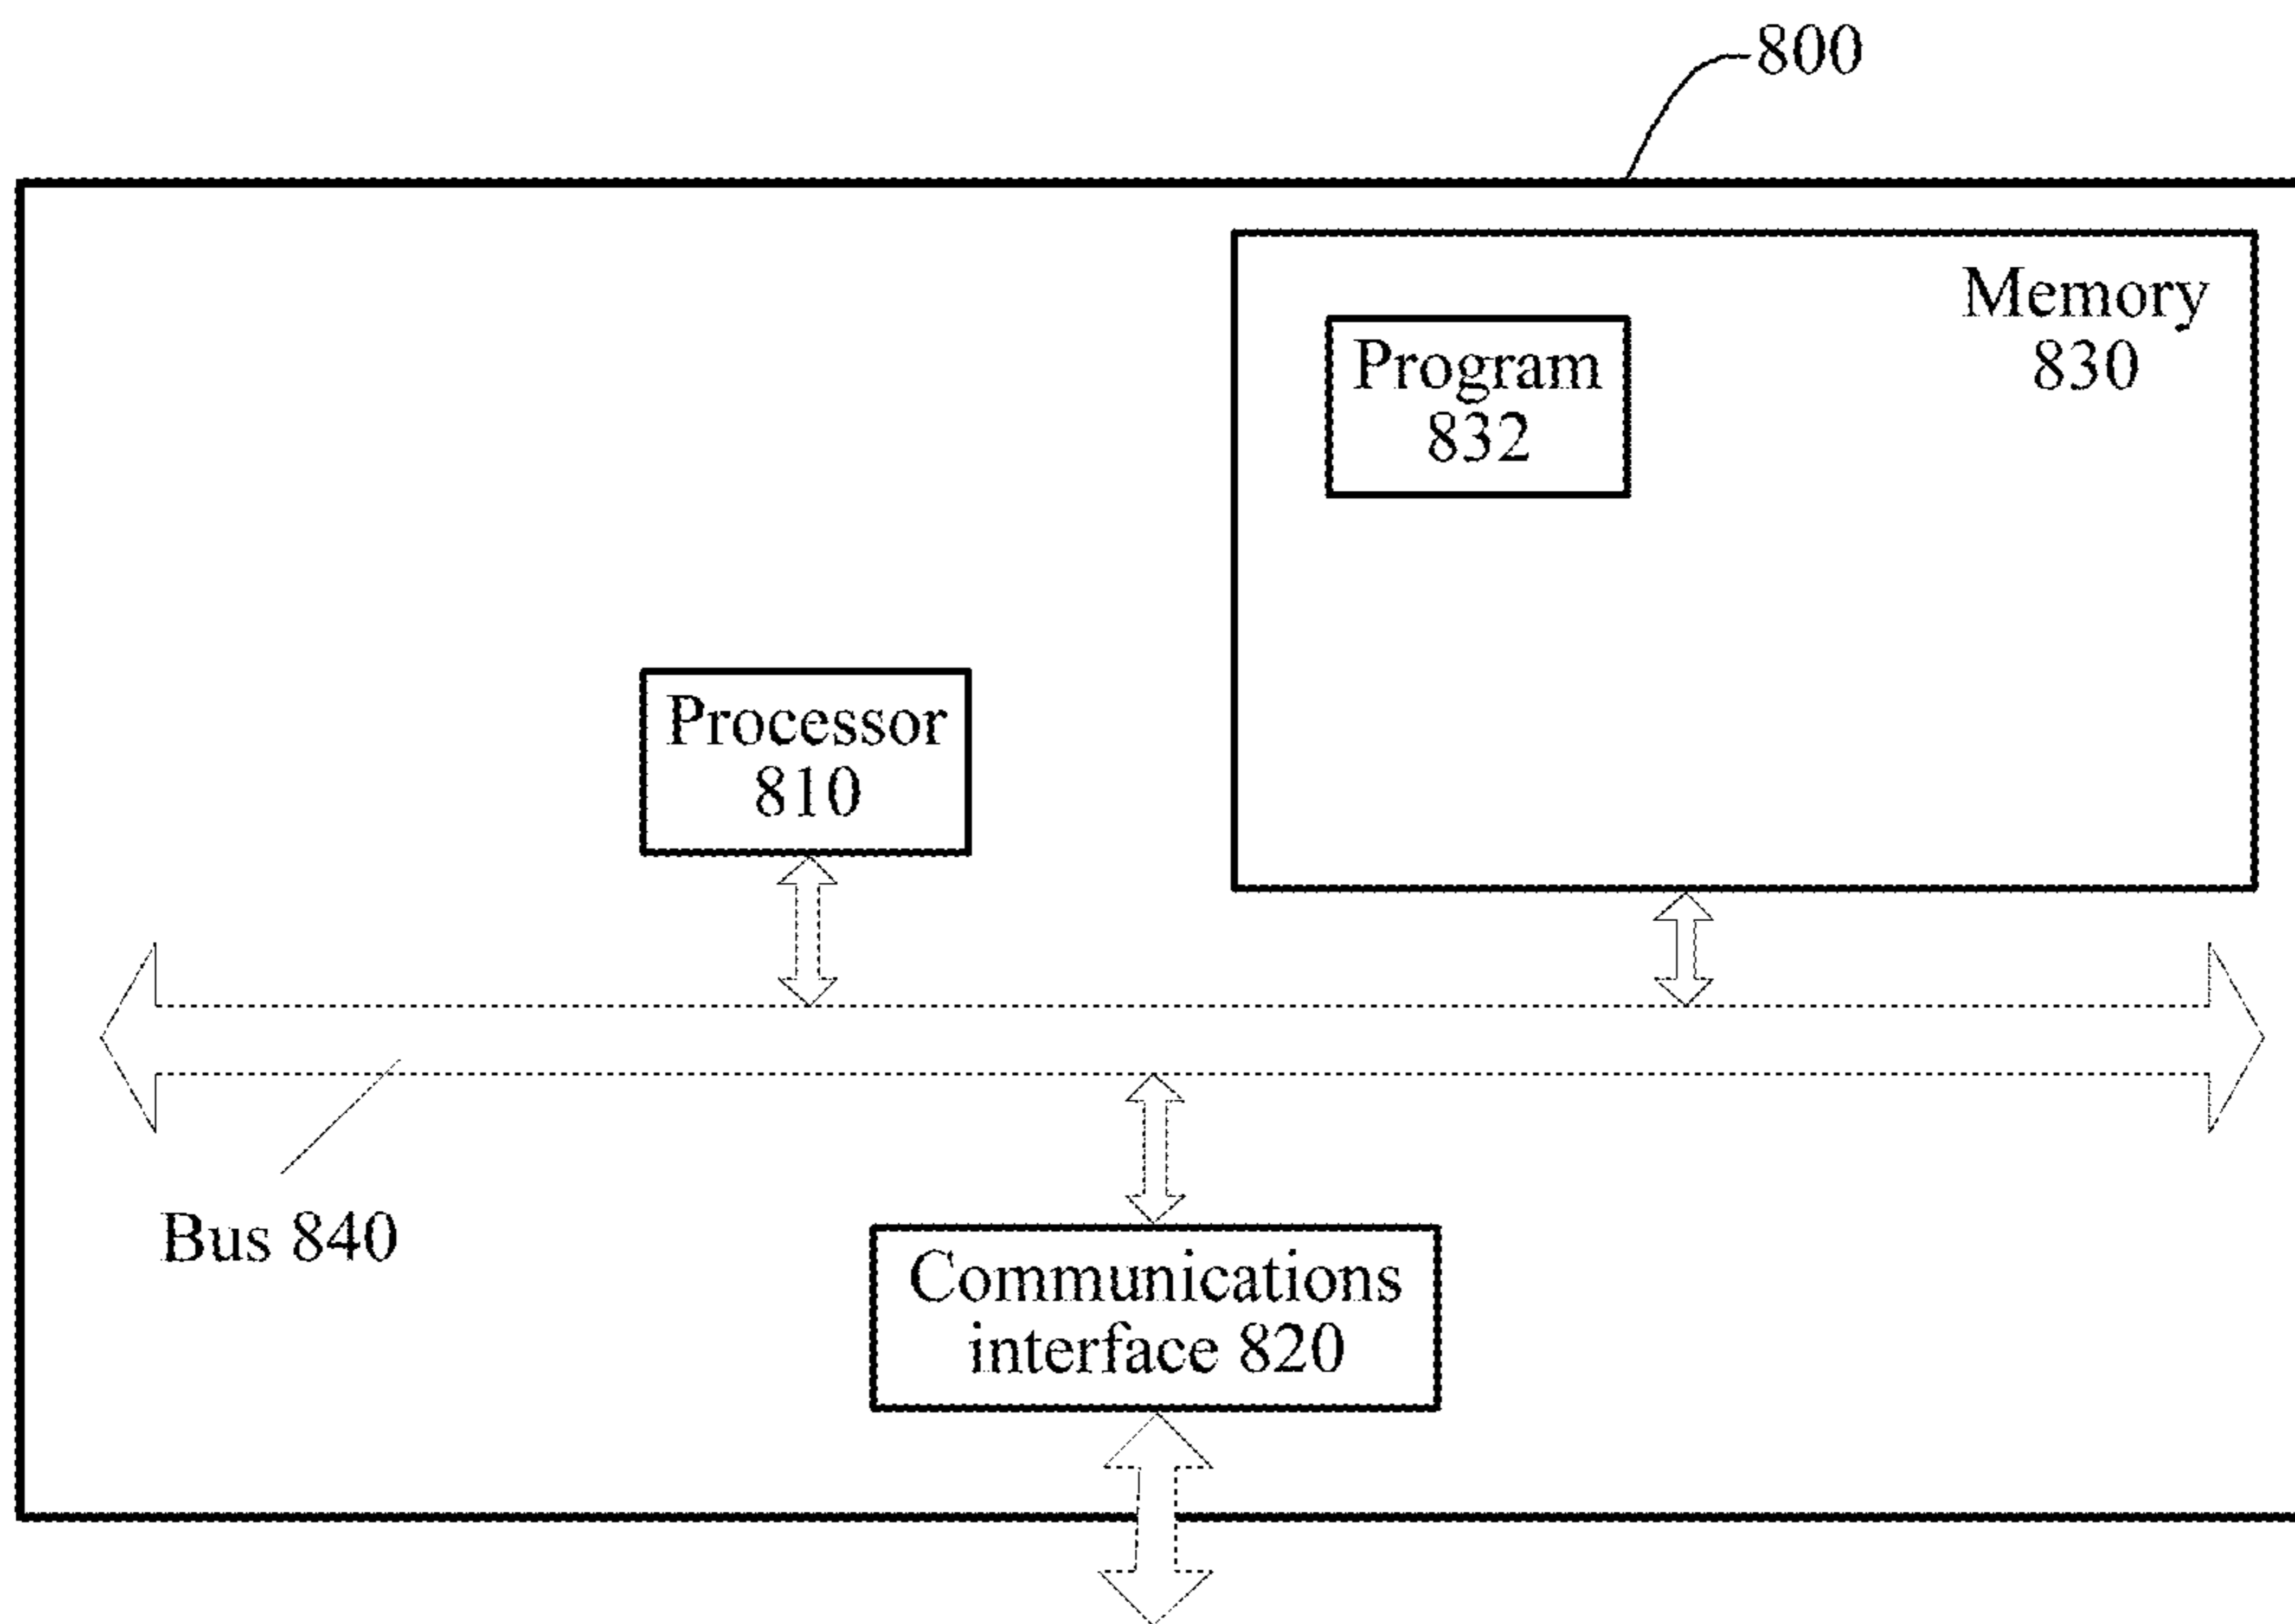 800
Memory
830
Program
832
Processor
810
Bus 840
Communications
interface 820